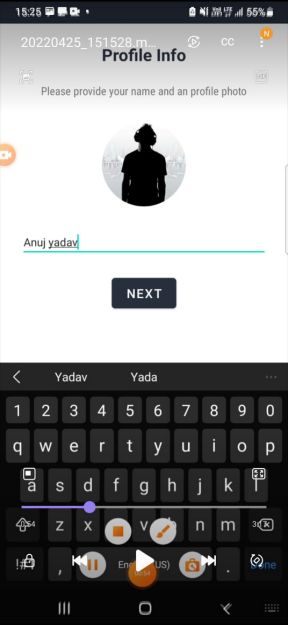 15:25 55%
20220425_151528.m... CC N
Profile Info
Please provide your name and an profile photo
Anuj yadav
NEXT
Yadav Yada ...
1 2 3 4 5 6 7 8 9 0
q w e r t y u i o p
a s d f g h j k l
z x v b n m
!#1 , English (US) . Done